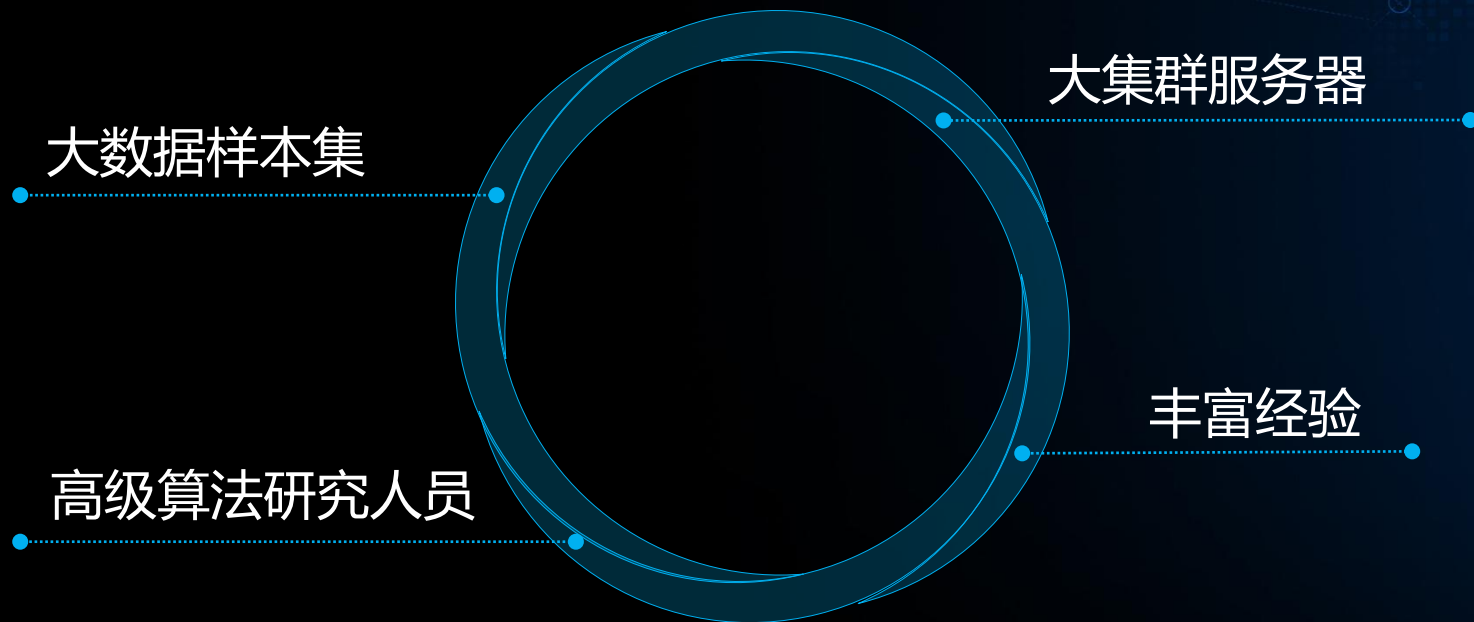 大集群服务器
大数据样本集
丰富经验
高级算法研究人员